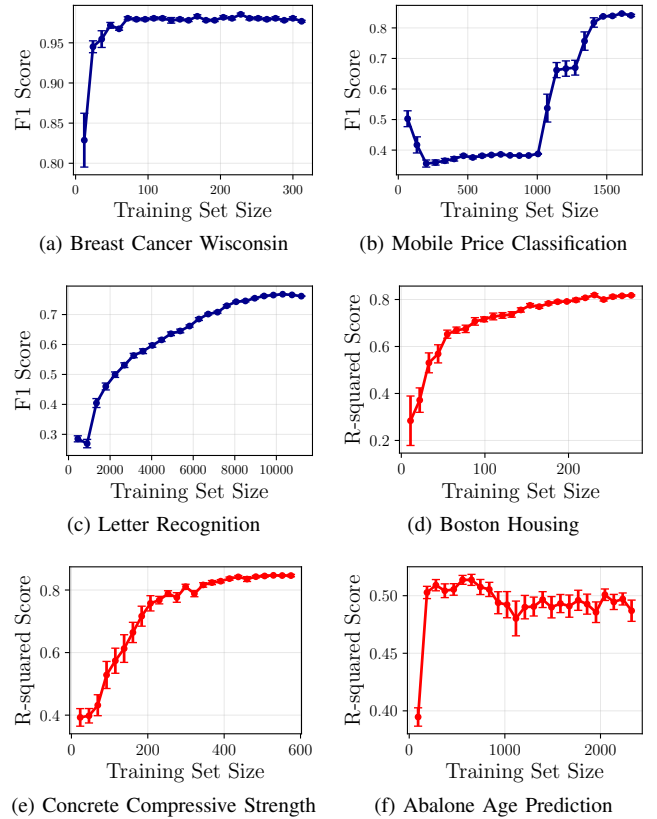 0.95
0.90
0.85
0.80
F1 Score
0 100 200 300
Training Set Size
(a) Breast Cancer Wisconsin
0.8
0.7
0.6
0.5
0.4
F1 Score
0 500 1000 1500
Training Set Size
(b) Mobile Price Classification
0.7
0.6
0.5
0.4
0.3
F1 Score
0 2000 4000 6000 8000 10000
Training Set Size
(c) Letter Recognition
0.8
0.6
0.4
0.2
R-squared Score
0 100 200
Training Set Size
(d) Boston Housing
0.8
0.6
0.4
R-squared Score
0 200 400 600
Training Set Size
(e) Concrete Compressive Strength
0.50
0.45
0.40
R-squared Score
0 1000 2000
Training Set Size
(f) Abalone Age Prediction